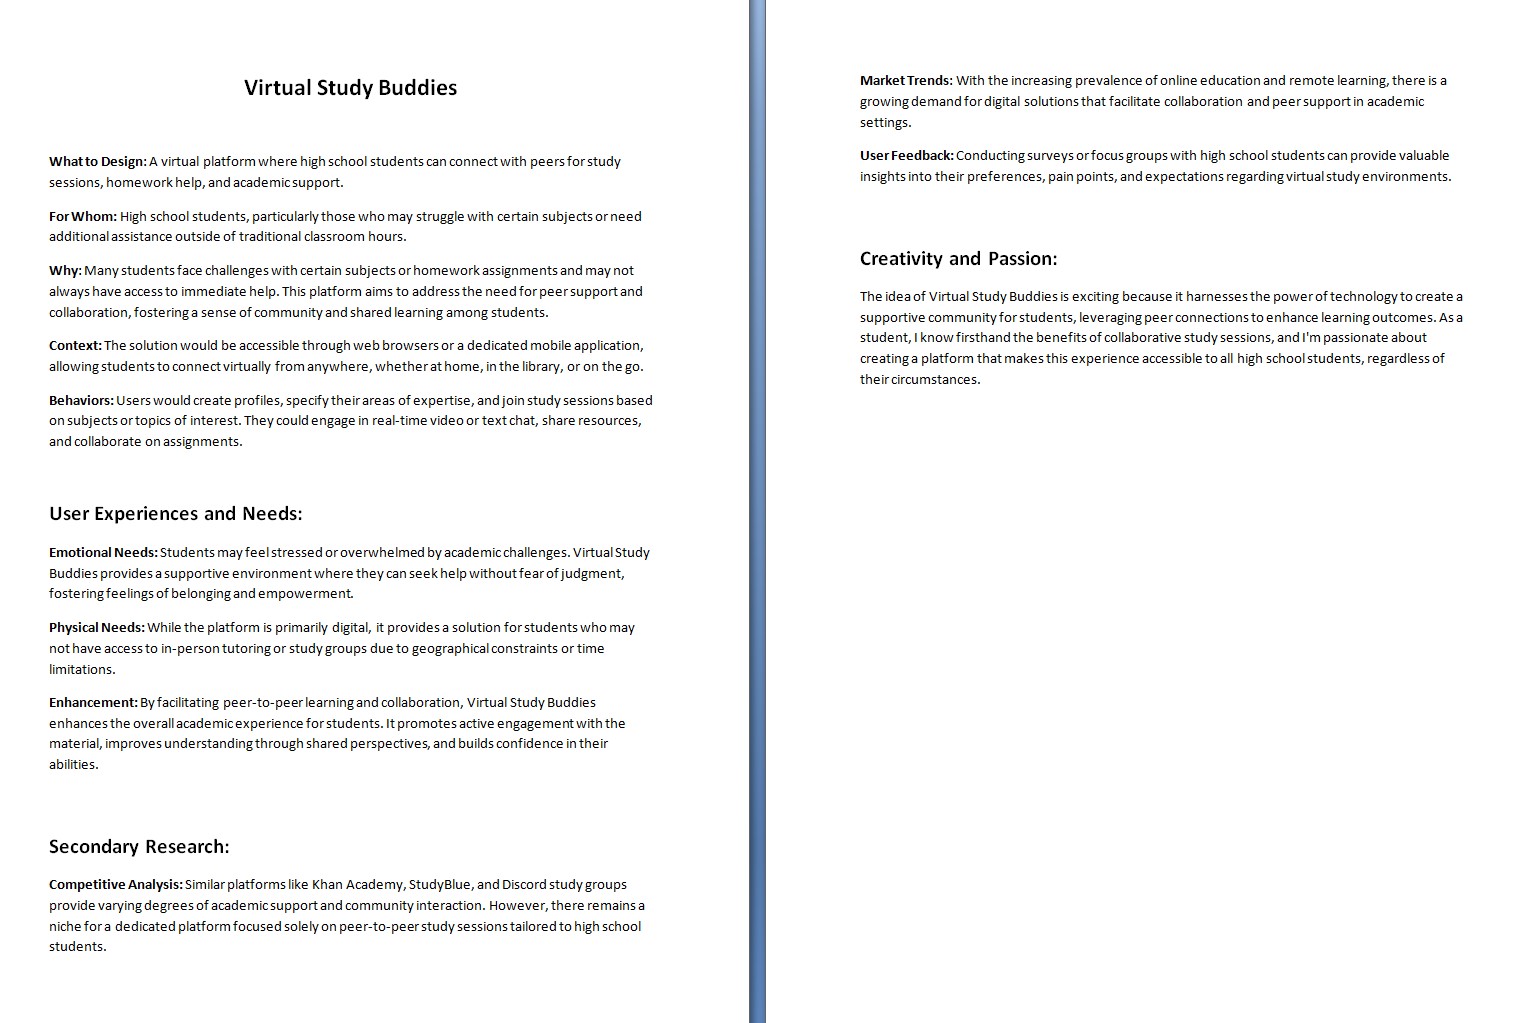 Virtual Study Buddies
What to Design: A virtual platform where high school students can connect with peers for study
sessions, homework help, and academic support.
For Whom: High school students, particularly those who may struggle with certain subjects or need
additional assistance outside of traditional classroom hours.
Why: Many students face challenges with certain subjects or homework assignments and may not
always have access to immediate help. This platform aims to address the need for peer support and
collaboration, fostering a sense of community and shared learning among students.
Context: The solution would be accessible through web browsers or a dedicated mobile application,
allowing students to connect virtually from anywhere, whether at home, in the library, or on the go.
Behaviors: Users would create profiles, specify their areas of expertise, and join study sessions based
on subjects or topics of interest. They could engage in real-time video or text chat, share resources,
and collaborate on assignments.
User Experiences and Needs:
Emotional Needs: Students may feel stressed or overwhelmed by academic challenges. Virtual Study
Buddies provides a supportive environment where they can seek help without fear of judgment,
fostering feelings of belonging and empowerment.
Physical Needs: While the platform is primarily digital, it provides a solution for students who may
not have access to in-person tutoring or study groups due to geographical constraints or time
limitations.
Enhancement: By facilitating peer-to-peer learning and collaboration, Virtual Study Buddies
enhances the overall academic experience for students. It promotes active engagement with the
material, improves understanding through shared perspectives, and builds confidence in their
abilities.
Secondary Research:
Competitive Analysis: Similar platforms like Khan Academy, StudyBlue, and Discord study groups
provide varying degrees of academic support and community interaction. However, there remains a
niche for a dedicated platform focused solely on peer-to-peer study sessions tailored to high school
students.
Market Trends: With the increasing prevalence of online education and remote learning, there is a
growing demand for digital solutions that facilitate collaboration and peer support in academic
settings.
User Feedback: Conducting surveys or focus groups with high school students can provide valuable
insights into their preferences, pain points, and expectations regarding virtual study environments.
Creativity and Passion:
The idea of Virtual Study Buddies is exciting because it harnesses the power of technology to create a
supportive community for students, leveraging peer connections to enhance learning outcomes. As a
student, I know firsthand the benefits of collaborative study sessions, and I'm passionate about
creating a platform that makes this experience accessible to all high school students, regardless of
their circumstances.